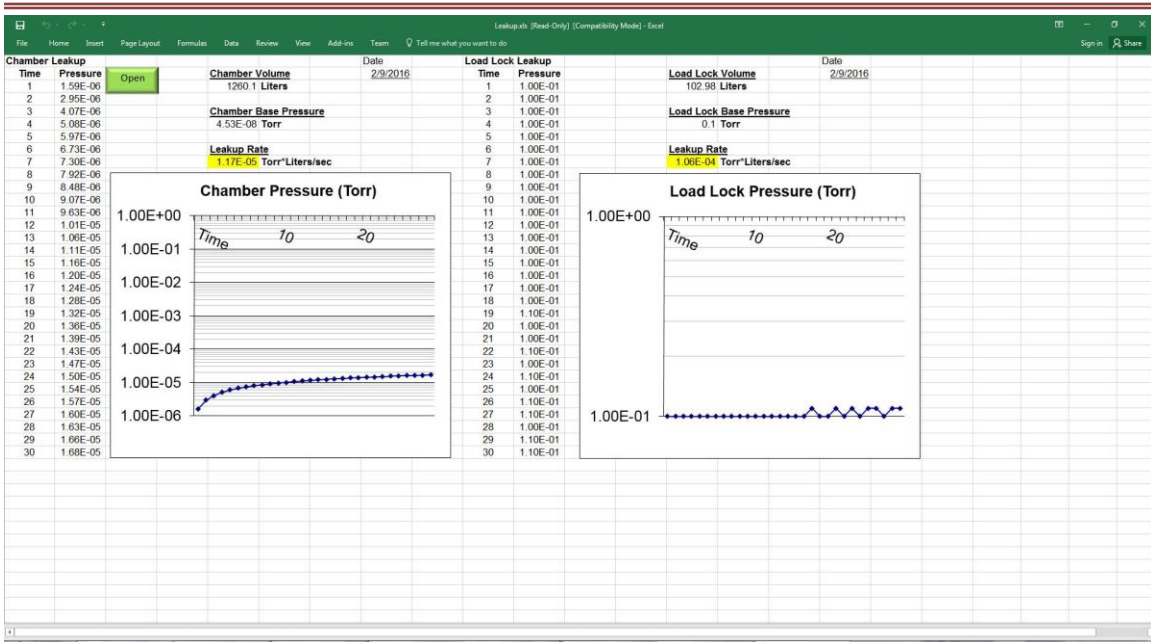 Leakup.xls [Read-Only] [Compatibility Mode] - Excel
File Home Insert Page Layout Formulas Data Review View Add-ins Team Tell me what you want to do Sign in Share
Chamber Leakup Date Load Lock Leakup Date
Time Pressure Open Chamber Volume 2/9/2016 Time Pressure Load Lock Volume 2/9/2016
1 1.59E-06 1260.1 Liters 1 1.00E-01 102.98 Liters
2 2.95E-06 2 1.00E-01
3 4.07E-06 Chamber Base Pressure 3 1.00E-01 Load Lock Base Pressure
4 5.08E-06 4.53E-08 Torr 4 1.00E-01 0.1 Torr
5 5.97E-06 5 1.00E-01
6 6.73E-06 Leakup Rate 6 1.00E-01 Leakup Rate
7 7.30E-06 1.17E-05 Torr*Liters/sec 7 1.00E-01 1.06E-04 Torr*Liters/sec
8 7.92E-06 8 1.00E-01
9 8.48E-06 9 1.00E-01
10 9.07E-06 10 1.00E-01
11 9.63E-06 11 1.00E-01
12 1.01E-05 12 1.00E-01
13 1.06E-05 13 1.00E-01
14 1.11E-05 14 1.00E-01
15 1.16E-05 15 1.00E-01
16 1.20E-05 16 1.00E-01
17 1.24E-05 17 1.00E-01
18 1.28E-05 18 1.00E-01
19 1.32E-05 19 1.10E-01
20 1.36E-05 20 1.00E-01
21 1.39E-05 21 1.00E-01
22 1.43E-05 22 1.10E-01
23 1.47E-05 23 1.00E-01
24 1.50E-05 24 1.10E-01
25 1.54E-05 25 1.00E-01
26 1.57E-05 26 1.10E-01
27 1.60E-05 27 1.10E-01
28 1.63E-05 28 1.00E-01
29 1.66E-05 29 1.10E-01
30 1.68E-05 30 1.10E-01
Chamber Pressure (Torr)
1.00E+00
Time 10 20
1.00E-01
1.00E-02
1.00E-03
1.00E-04
1.00E-05
1.00E-06
Load Lock Pressure (Torr)
1.00E+00
Time 10 20
1.00E-01